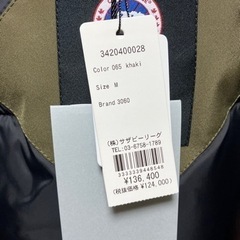 3420400028
Color 065 khaki
Size M
Brand 3060
(株)サザビーリーグ
TEL:03-6758-1789
3333339448548
¥136,400
(税抜価格 ¥124,000)